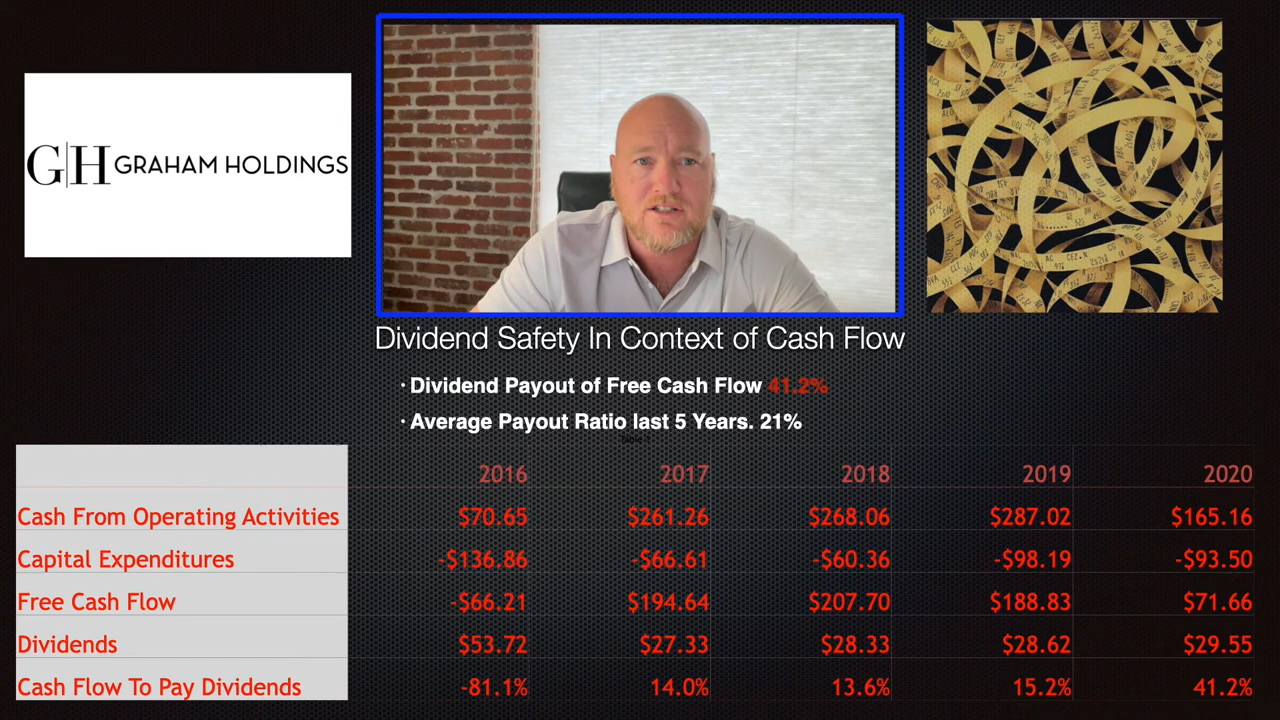 G|H GRAHAM HOLDINGS
Dividend Safety In Context of Cash Flow
· Dividend Payout of Free Cash Flow 41.2%
· Average Payout Ratio last 5 Years. 21%
2016 2017 2018 2019 2020
Cash From Operating Activities $70.65 $261.26 $268.06 $287.02 $165.16
Capital Expenditures -$136.86 -$66.61 -$60.36 -$98.19 -$93.50
Free Cash Flow -$66.21 $194.64 $207.70 $188.83 $71.66
Dividends $53.72 $27.33 $28.33 $28.62 $29.55
Cash Flow To Pay Dividends -81.1% 14.0% 13.6% 15.2% 41.2%